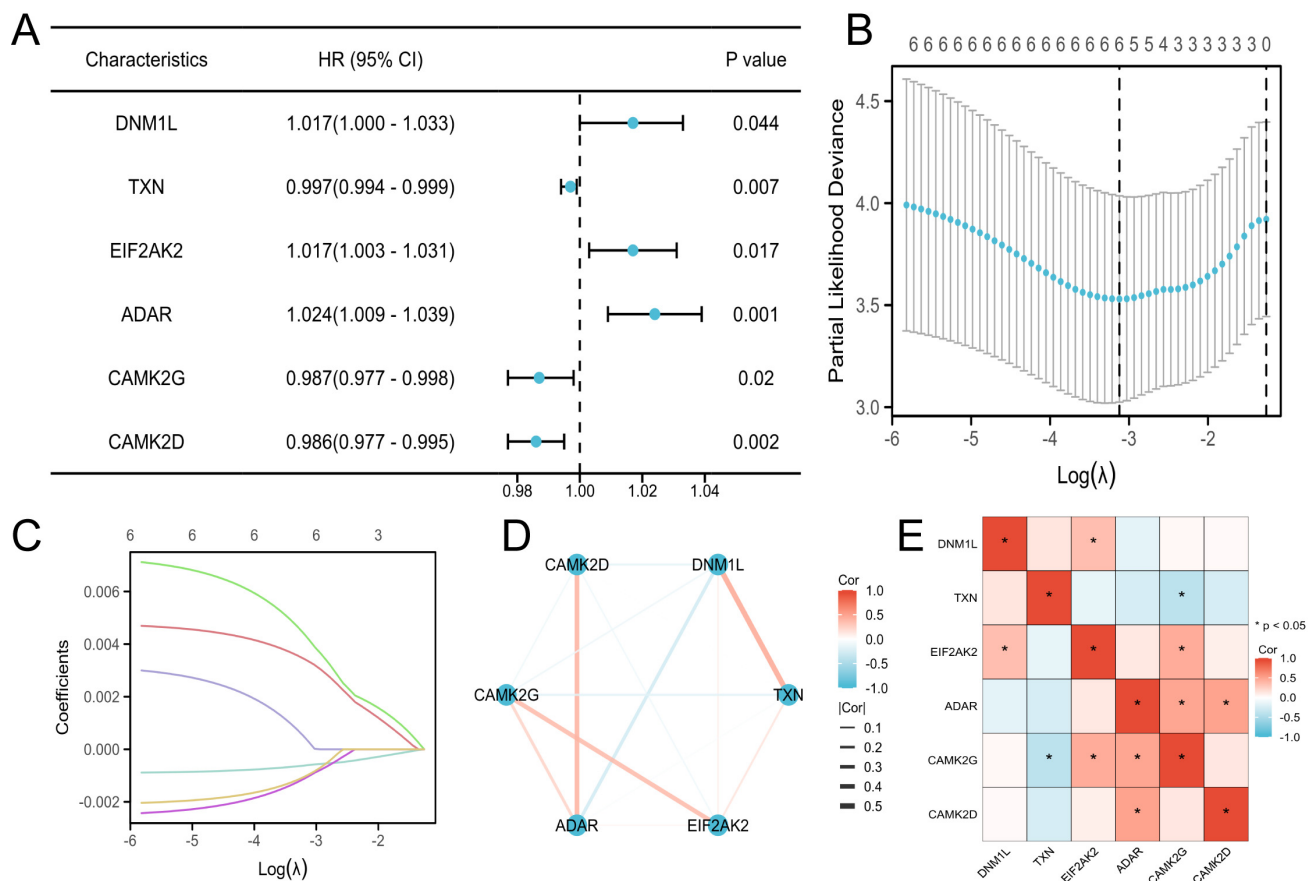 A
Characteristics HR (95% CI) P value
DNM1L 1.017(1.000 - 1.033) 0.044
TXN 0.997(0.994 - 0.999) 0.007
EIF2AK2 1.017(1.003 - 1.031) 0.017
ADAR 1.024(1.009 - 1.039) 0.001
CAMK2G 0.987(0.977 - 0.998) 0.02
CAMK2D 0.986(0.977 - 0.995) 0.002
0.98 1.00 1.02 1.04
B
6 6 6 6 6 6 6 6 6 6 6 6 6 6 6 5 5 4 3 3 3 3 3 3 0
Partial Likelihood Deviance
4.5
4.0
3.5
3.0
-6 -5 -4 -3 -2
Log(λ)
C
6 6 6 6 3
Coefficients
0.006
0.004
0.002
0.000
-0.002
-6 -5 -4 -3 -2
Log(λ)
D
CAMK2D DNM1L
CAMK2G TXN
ADAR EIF2AK2
Cor
1.0
0.5
0.0
-0.5
-1.0
|Cor|
0.1
0.2
0.3
0.4
0.5
E
DNM1L * *
TXN * *
EIF2AK2 * * *
ADAR * * *
CAMK2G * * * *
CAMK2D * *
DNM1L TXN EIF2AK2 ADAR CAMK2G CAMK2D
* p < 0.05
Cor
1.0
0.5
0.0
-0.5
-1.0